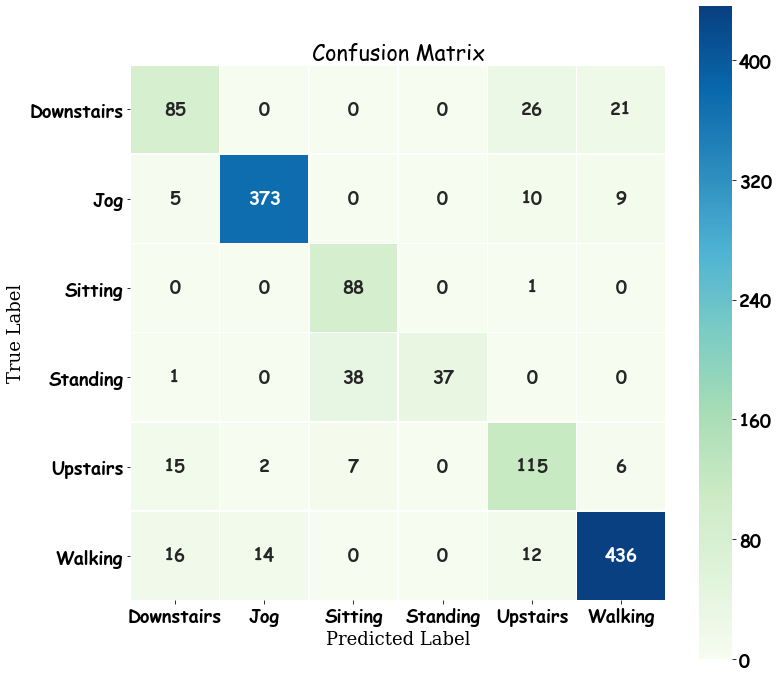 Confusion Matrix
Downstairs 85 0 0 0 26 21
Jog 5 373 0 0 10 9
Sitting 0 0 88 0 1 0
Standing 1 0 38 37 0 0
Upstairs 15 2 7 0 115 6
Walking 16 14 0 0 12 436
Downstairs Jog Sitting Standing Upstairs Walking
Predicted Label
True Label
400
320
240
160
80
0